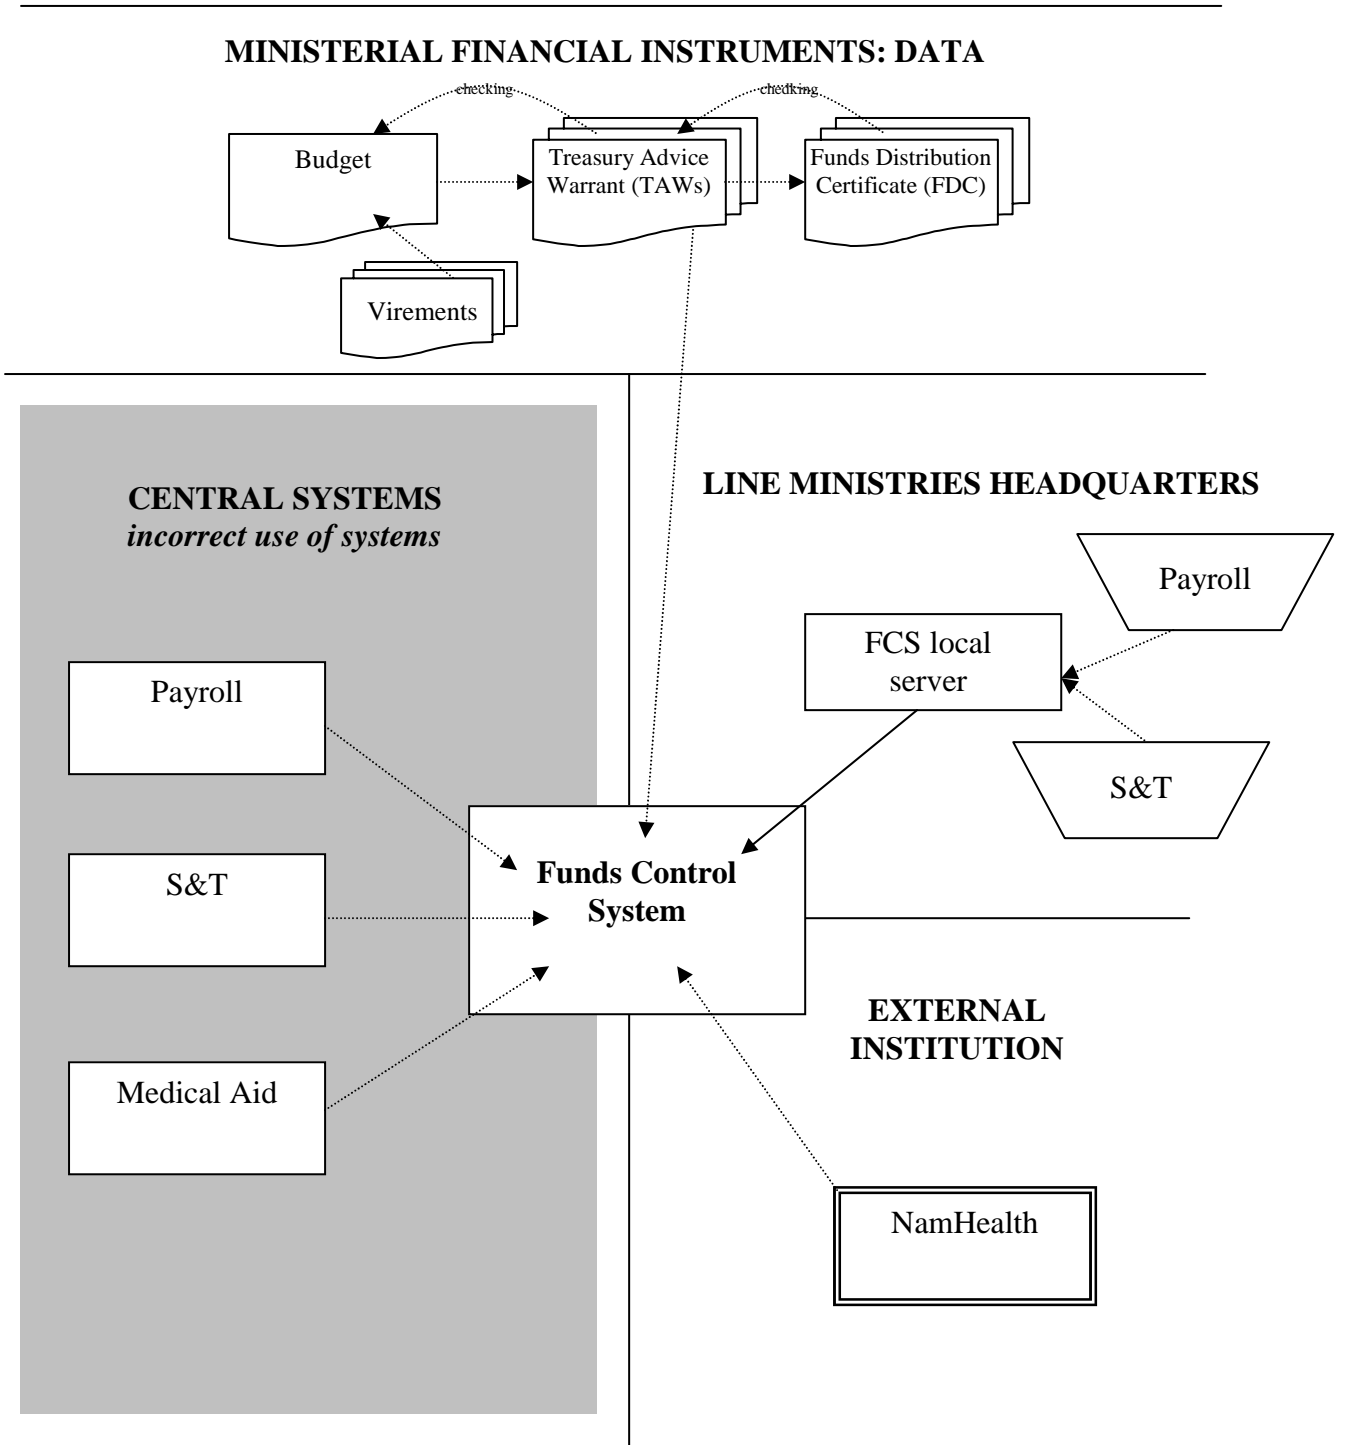 MINISTERIAL FINANCIAL INSTRUMENTS: DATA
checking
chedking
Budget
Treasury Advice
Warrant (TAWs)
Funds Distribution
Certificate (FDC)
Virements
CENTRAL SYSTEMS
incorrect use of systems
LINE MINISTRIES HEADQUARTERS
Payroll
FCS local
server
S&T
Payroll
S&T
Medical Aid
Funds Control
System
EXTERNAL
INSTITUTION
NamHealth